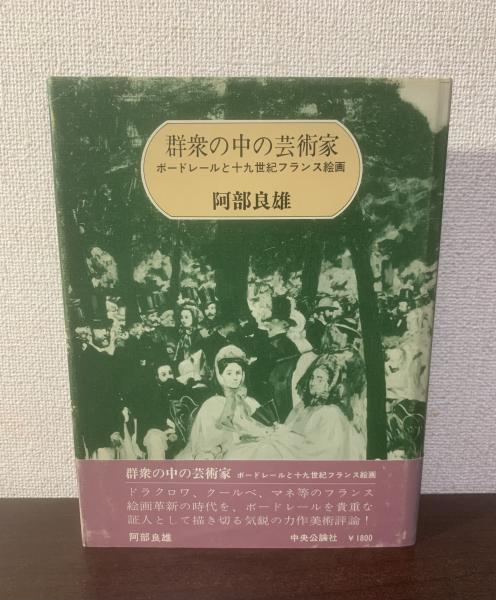 群衆の中の芸術家
ボードレールと十九世紀フランス絵画
阿部良雄
群衆の中の芸術家 ボードレールと十九世紀フランス絵画
ドラクロワ、クールベ、マネ等のフランス
絵画革新の時代を、ボードレールを貴重な
証人として描き切る気鋭の力作美術評論!
阿部良雄 中央公論社 ¥1800